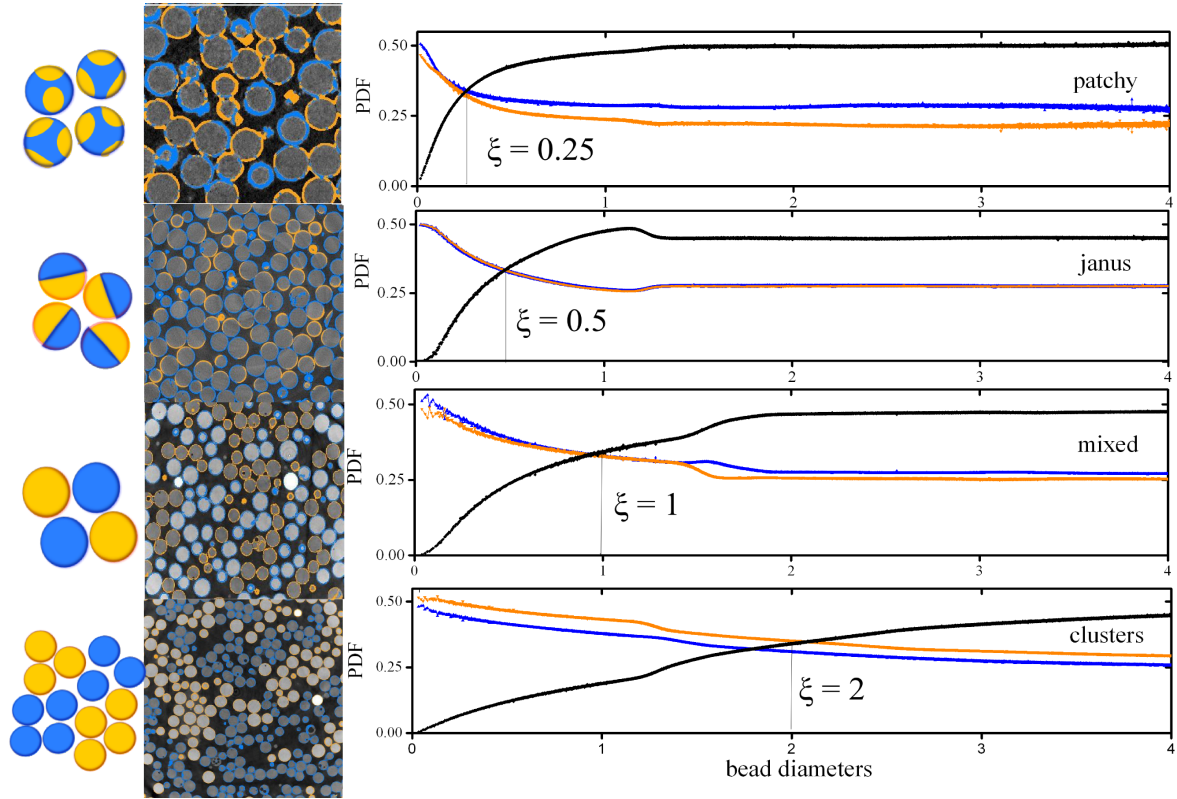 0.50
PDF
patchy
0.25
ξ = 0.25
0.00
0 1 2 3 4
0.50
PDF
janus
0.25
ξ = 0.5
0.00
0 1 2 3 4
0.50
PDF
mixed
0.25
ξ = 1
0.00
0 1 2 3 4
0.50
PDF
clusters
0.25
ξ = 2
0.00
0 1 2 3 4
bead diameters